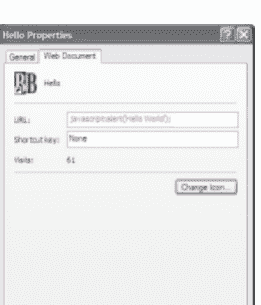 Hello Properties
General Web Document
Hello
URL: javascript:alert('Hello World');
Shortcut key: None
Visits: 61
Change Icon...